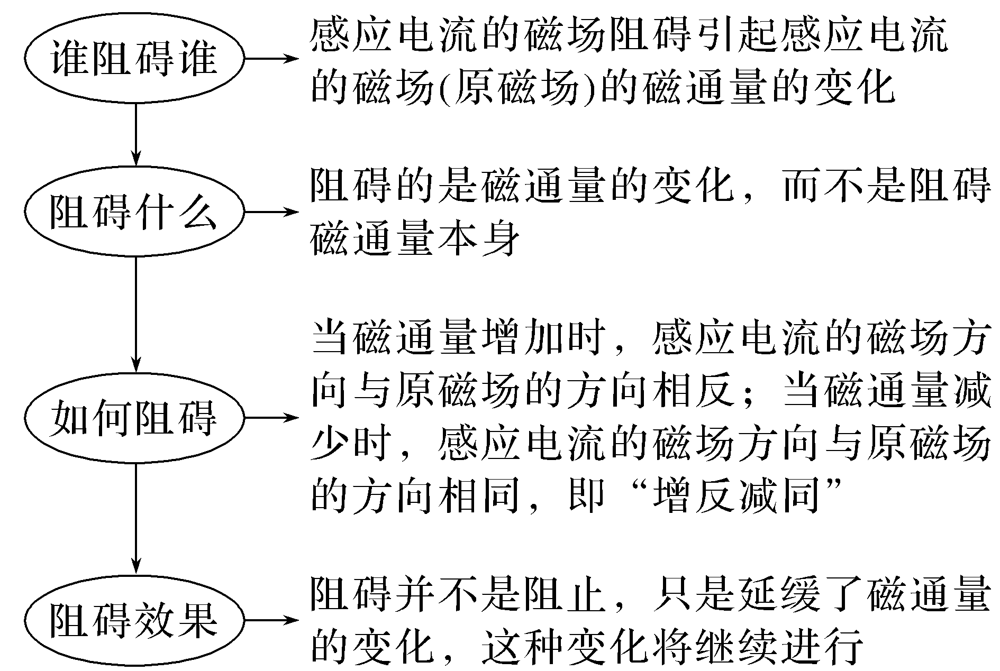 谁阻碍谁
感应电流的磁场阻碍引起感应电流
的磁场(原磁场)的磁通量的变化
阻碍什么
阻碍的是磁通量的变化，而不是阻碍
磁通量本身
如何阻碍
当磁通量增加时，感应电流的磁场方
向与原磁场的方向相反；当磁通量减
少时，感应电流的磁场方向与原磁场
的方向相同，即“增反减同”
阻碍效果
阻碍并不是阻止，只是延缓了磁通量
的变化，这种变化将继续进行